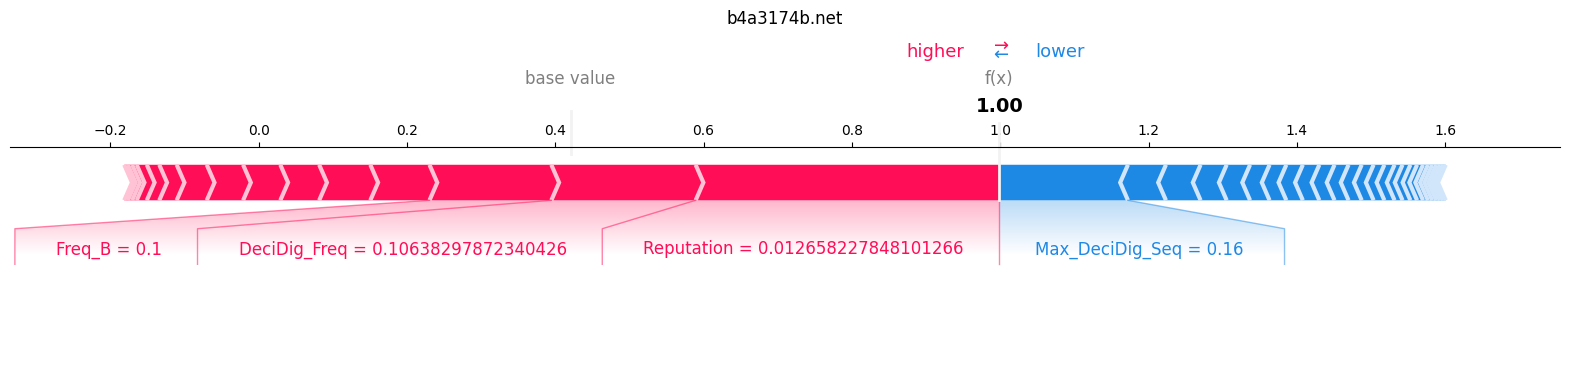 b4a3174b.net
higher ⇄ lower
base value f(x)
1.00
−0.2 0.0 0.2 0.4 0.6 0.8 1.0 1.2 1.4 1.6
Freq_B = 0.1 DeciDig_Freq = 0.10638297872340426 Reputation = 0.012658227848101266 Max_DeciDig_Seq = 0.16